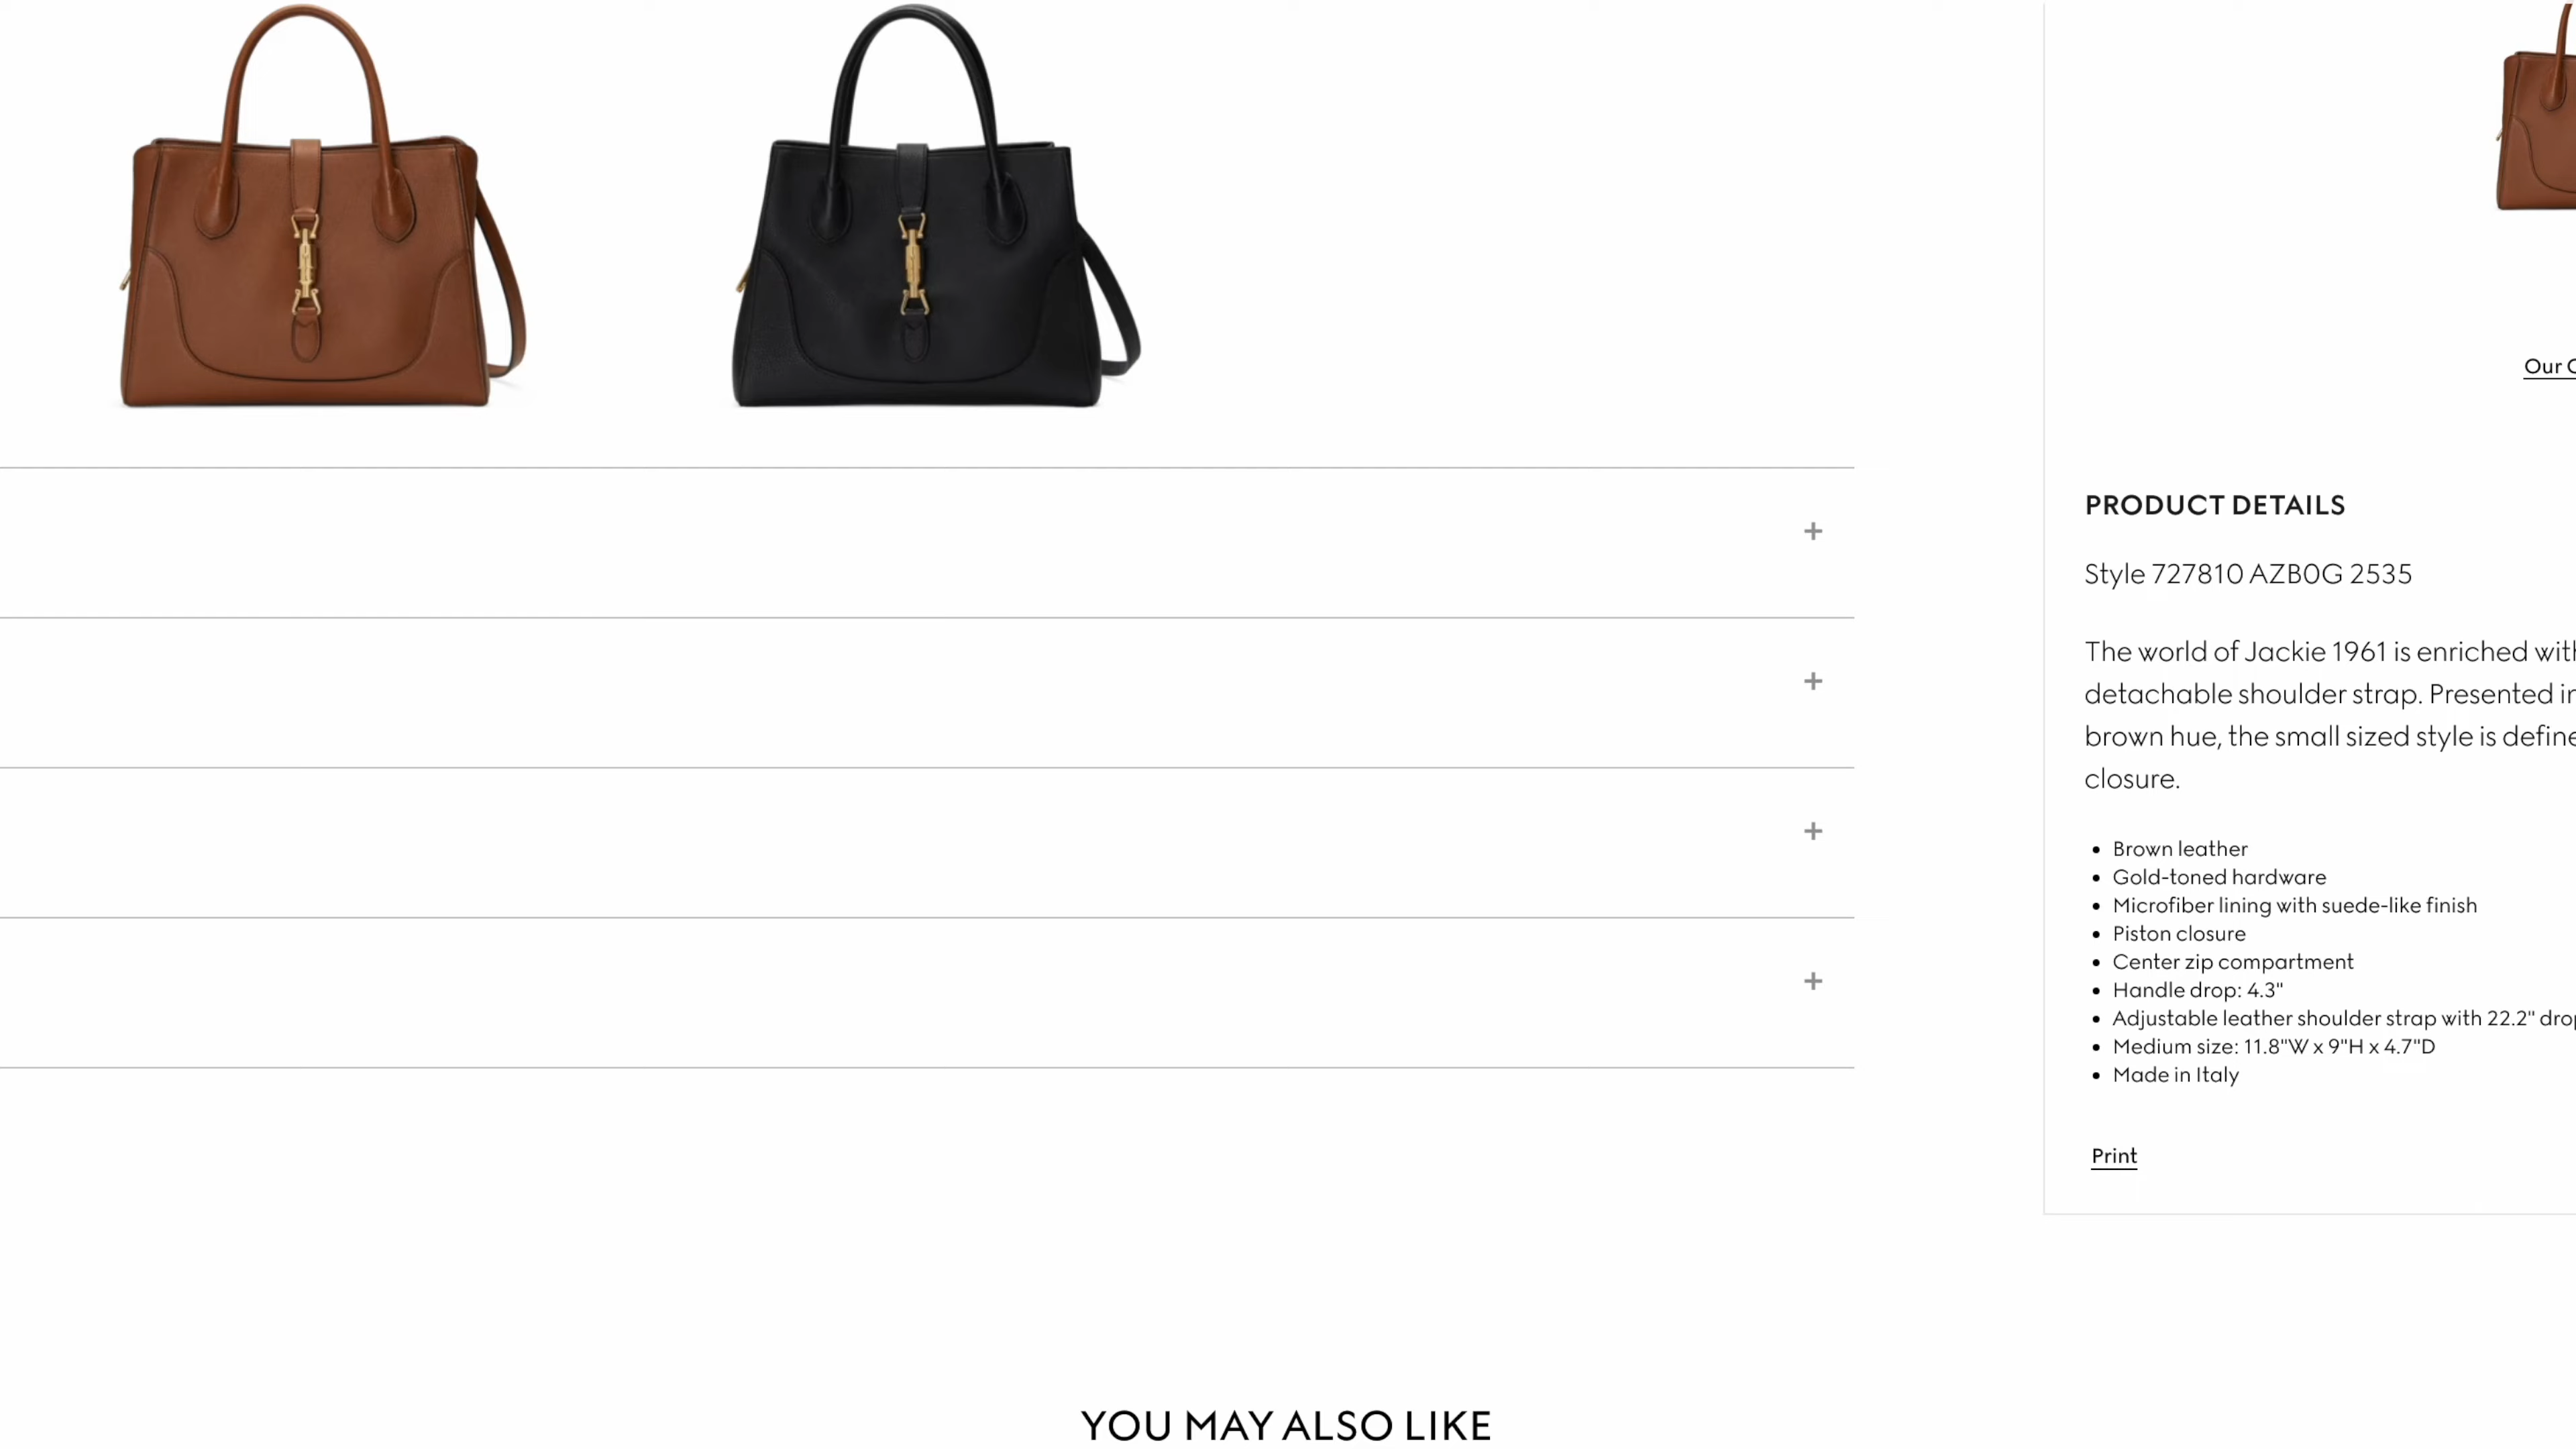 Our
PRODUCT DETAILS
Style 727810 AZB0G 2535
The world of Jackie 1961 is enriched
detachable shoulder strap. Presented
brown hue, the small sized style is
closure.
Brown leather
Gold-toned hardware
Microfiber lining with suede-like finish
Piston closure
Center zip compartment
Handle drop: 4.3"
Adjustable leather shoulder strap with 22.2"
Medium size: 11.8"W x 9"H x 4.7"D
Made in Italy
Print
YOU MAY ALSO LIKE